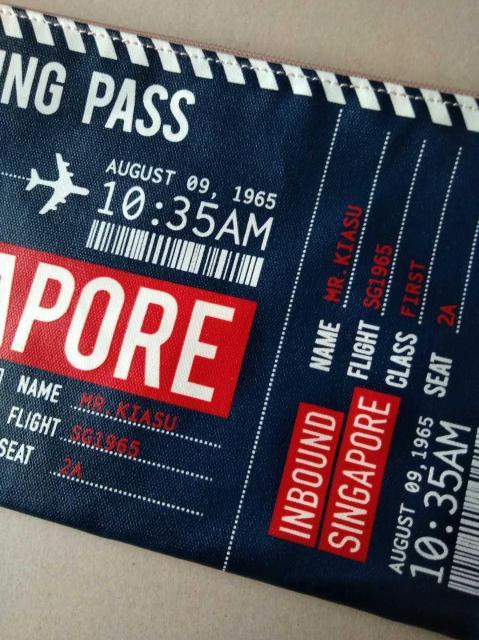 NG PASS
AUGUST 09, 1965
10:35AM
APORE
NAME MR.KIASU
FLIGHT SG1965
SEAT 2A
NAME MR.KIASU
FLIGHT SG1965
CLASS FIRST
SEAT 2A
INBOUND
SINGAPORE
AUGUST 09,1965
10:35AM